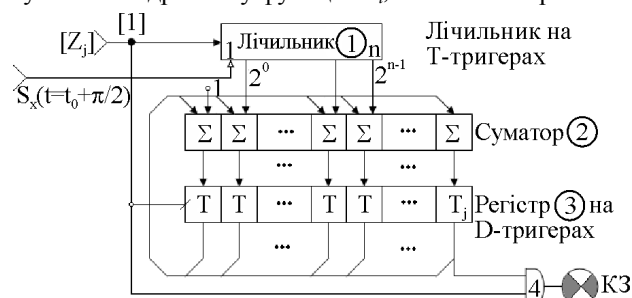 [1]
[Zj]
Лічильник 1
1 n
Лічильник на
Т-тригерах
Sx(t=t0+π/2)
1 2^0 2^n-1
Σ Σ ... Σ Σ ... Σ
Суматор 2
... ...
T T ... T T ... Tj
Регістр 3 на
D-тригерах
... ...
4 КЗ